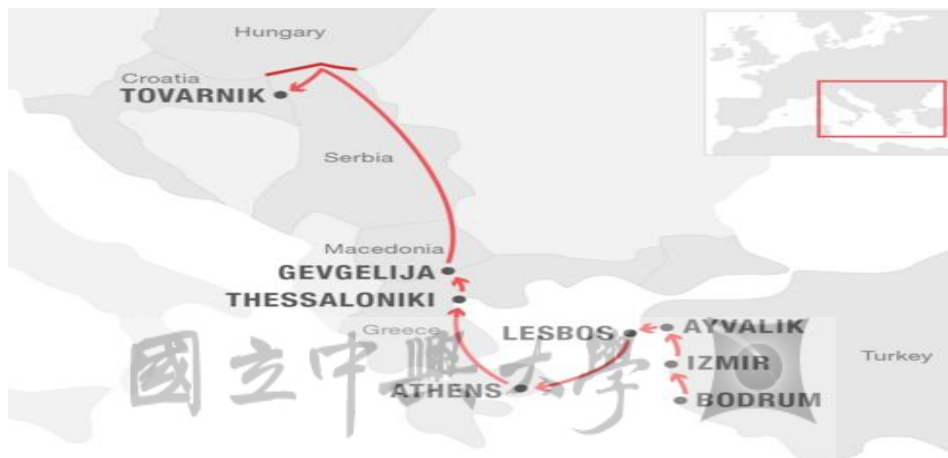 Hungary
Croatia
TOVARNIK
Serbia
Macedonia
GEVGELIJA
THESSALONIKI
Greece
LESBOS
AYVALIK
IZMIR
Turkey
ATHENS
BODRUM
國立中興大學